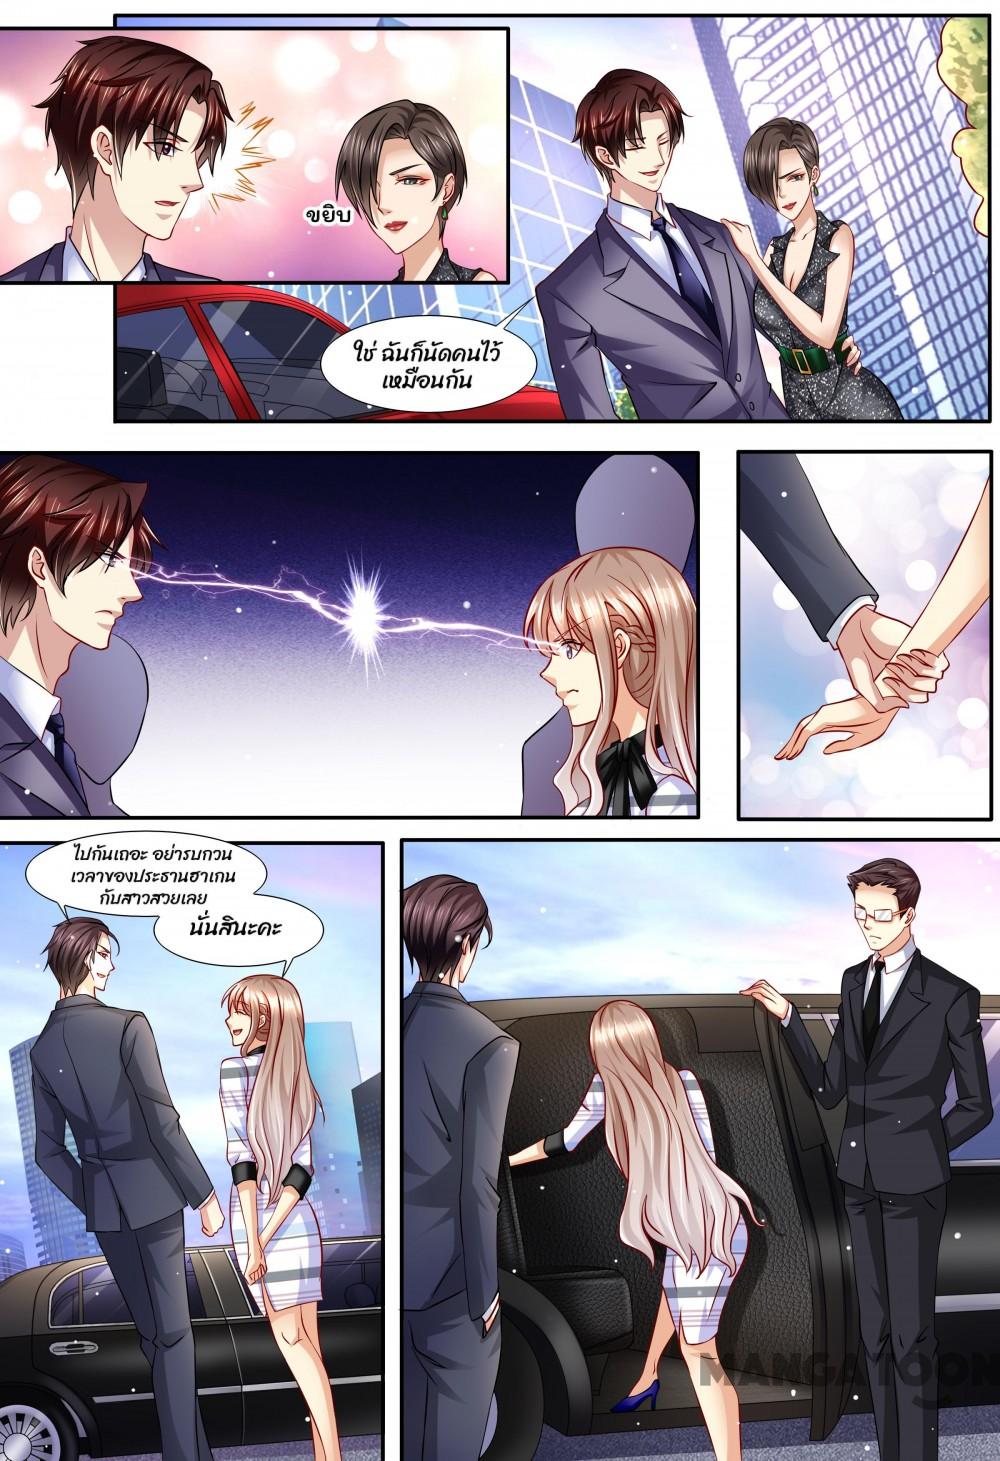 ขยิบ
ใช่ ฉันก็นัดคนไว้
เหมือนกัน
ไปกันเถอะ อย่ารบกวน
เวลาของประธานฮาเกน
กับสาวสวยเลย
นั่นสินะคะ
MANGATOON